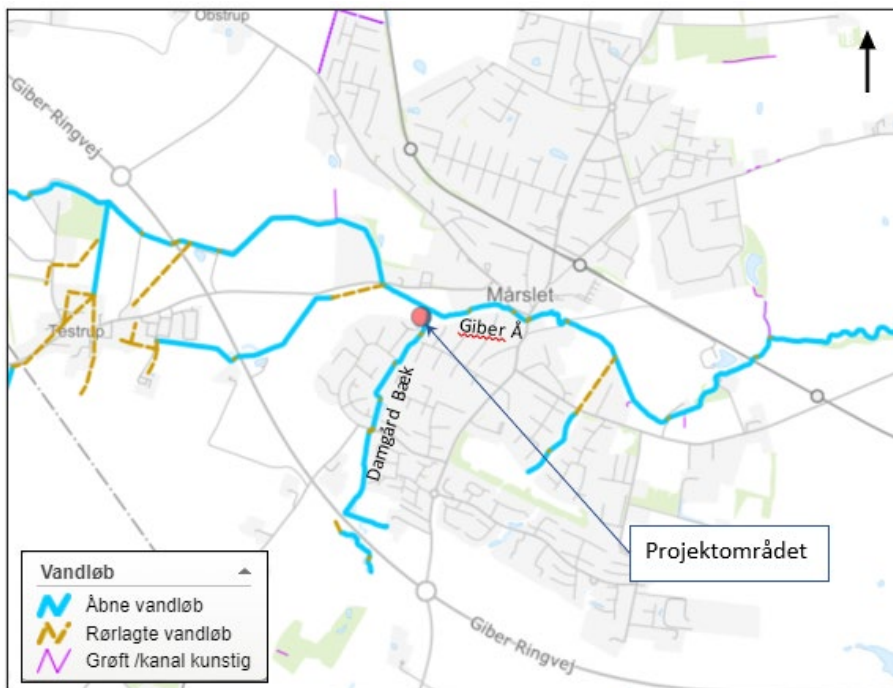 Obstrup
Giber Ringvej
Mårslet
Testrup
Giber Å
Damgård Bæk
Projektområdet
Giber Ringvej
Vandløb
Åbne vandløb
Rørlagte vandløb
Grøft /kanal kunstig